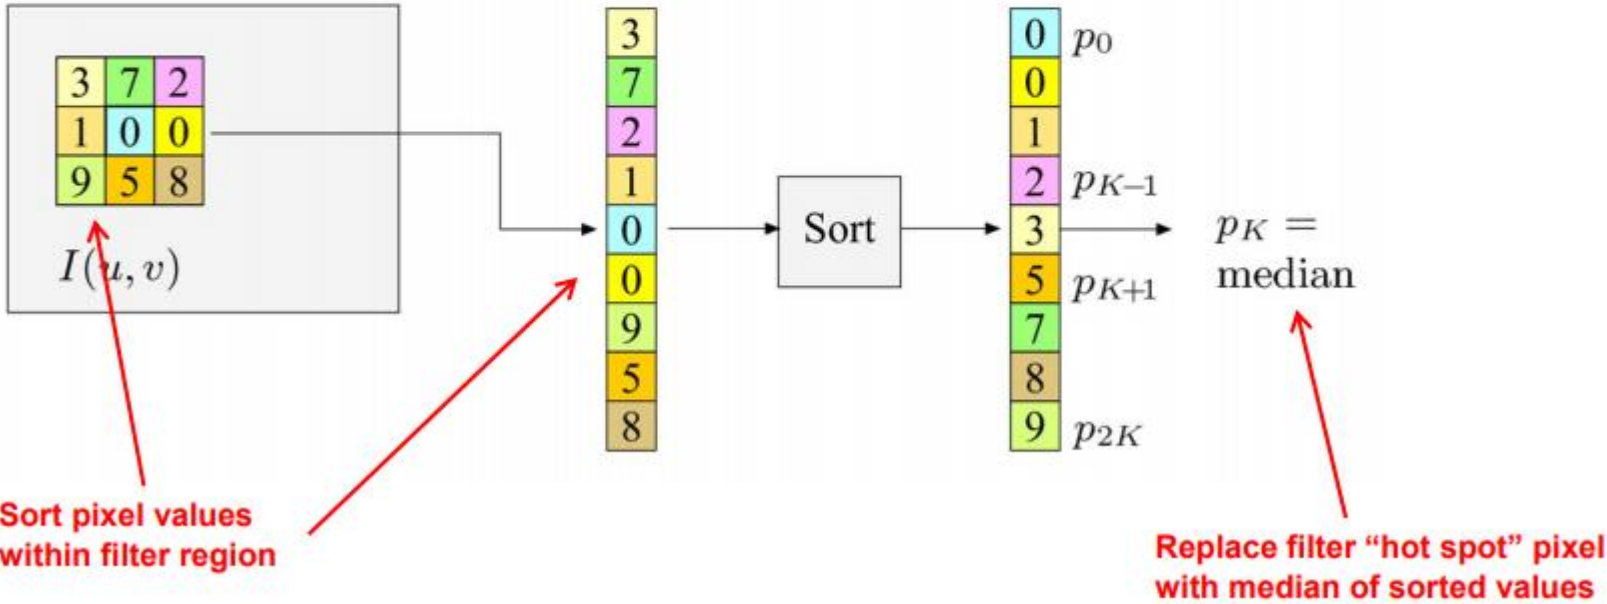 3 7 2
1 0 0
9 5 8
I(u, v)
3
7
2
1
0
0
9
5
8
Sort
0 p0
0
1
2 pK−1
3
5 pK+1
7
8
9 p2K
pK =
median
Sort pixel values
within filter region
Replace filter “hot spot” pixel
with median of sorted values